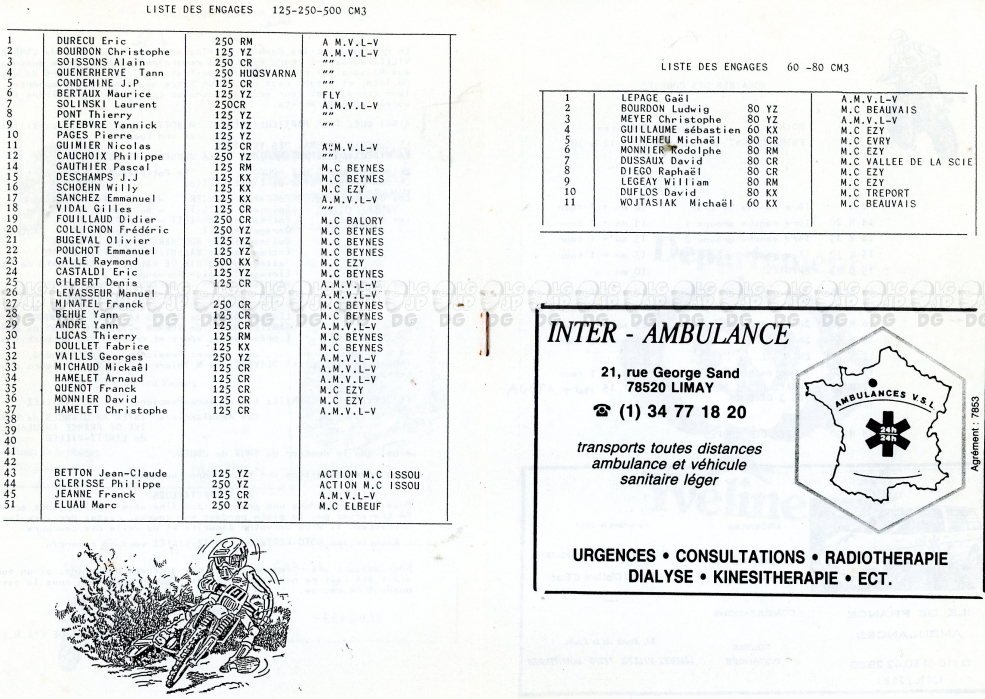 LISTE DES ENGAGES 125-250-500 CM3
1 DURECU Eric 250 RM A M.V.L-V
2 BOURDON Christophe 125 YZ A.M.V.L-V
3 SOISSONS Alain 250 CR ""
4 QUENERHERVE Tann 250 HUQSVARNA ""
5 CONDEMINE J.P 125 CR ""
6 BERTAUX Maurice 125 YZ FLY
7 SOLINSKI Laurent 250CR A.M.V.L-V
8 PONT Thierry 125 YZ ""
9 LEFEBVRE Yannick 125 YZ ""
10 PAGES Pierre 125 YZ
11 GUIMIER Nicolas 125 CR A.M.V.L-V
12 CAUCHOIX Philippe 250 YZ ""
14 GAUTHIER Pascal 125 RM M.C BEYNES
15 DESCHAMPS J.J 125 KX M.C BEYNES
16 SCHOEHN Willy 125 KX M.C EZY
17 SANCHEZ Emmanuel 125 KX A.M.V.L-V
18 VIDAL Gilles 125 CR ""
19 FOUILLAUD Didier 250 CR M.C BALORY
20 COLLIGNON Frédéric 250 YZ M.C BEYNES
21 BUGEVAL Olivier 125 YZ M.C BEYNES
22 POUCHOT Emmanuel 125 YZ M.C BEYNES
23 GALLE Raymond 500 KX M.C EZY
24 CASTALDI Eric 125 YZ M.C BEYNES
25 GILBERT Denis 125 CR A.M.V.L-V
26 LEVASSEUR Manuel A.M.V.L-V
27 MINATEL Franck 250 CR M.C BEYNES
28 BEHUE Yann 125 CR M.C BEYNES
29 ANDRE Yann 125 CR A.M.V.L-V
30 LUCAS Thierry 125 RM M.C BEYNES
31 DOULLET Fabrice 125 KX M.C BEYNES
32 VAILLS Georges 250 YZ A.M.V.L-V
33 MICHAUD Mickaël 125 CR A.M.V.L-V
34 HAMELET Arnaud 250 CR A.M.V.L-V
35 QUENOT Franck 250 CR M.C EZY
36 MONNIER David 250 CR M.C EZY
37 HAMELET Christophe 125 CR A.M.V.L-V
38
39
40
41
42
43 BETTON Jean-Claude 125 YZ ACTION M.C ISSOU
44 CLERISSE Philippe 250 YZ ACTION M.C ISSOU
45 JEANNE Franck 125 CR A.M.V.L-V
51 ELUAU Marc 250 YZ M.C ELBEUF
LISTE DES ENGAGES 60 -80 CM3
1 LEPAGE Gaël A.M.V.L-V
2 BOURDON Ludwig 80 YZ M.C BEAUVAIS
3 MEYER Christophe 80 YZ A.M.V.L-V
4 GUILLAUME sébastien 60 KX M.C EZY
5 GUINEHEU Michaël 80 CR M.C EVRY
6 MONNIER Rodolphe 80 RM M.C EZY
7 DUSSAUX David 80 CR M.C VALLEE DE LA SCIE
8 DIEGO Raphaël 80 CR M.C EZY
9 LEGEAY William 80 RM M.C EZY
10 DUFLOS David 80 KX M.C TREPORT
11 WOJTASIAK Michaël 60 KX M.C BEAUVAIS
INTER - AMBULANCE
21, rue George Sand
78520 LIMAY
☎ (1) 34 77 18 20
transports toutes distances
ambulance et véhicule
sanitaire léger
AMBULANCES V.S.L.
24h
24h
Agrément : 7853
URGENCES • CONSULTATIONS • RADIOTHERAPIE
DIALYSE • KINESITHERAPIE • ECT.